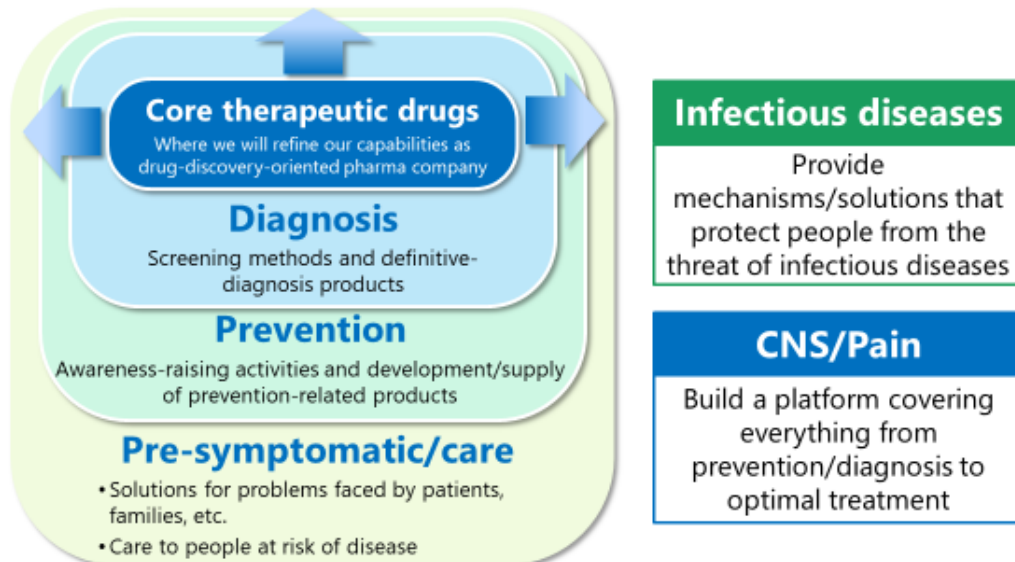 Core therapeutic drugs
Where we will refine our capabilities as
drug-discovery-oriented pharma company
Diagnosis
Screening methods and definitive-
diagnosis products
Prevention
Awareness-raising activities and development/supply
of prevention-related products
Pre-symptomatic/care
• Solutions for problems faced by patients,
families, etc.
• Care to people at risk of disease
Infectious diseases
Provide
mechanisms/solutions that
protect people from the
threat of infectious diseases
CNS/Pain
Build a platform covering
everything from
prevention/diagnosis to
optimal treatment